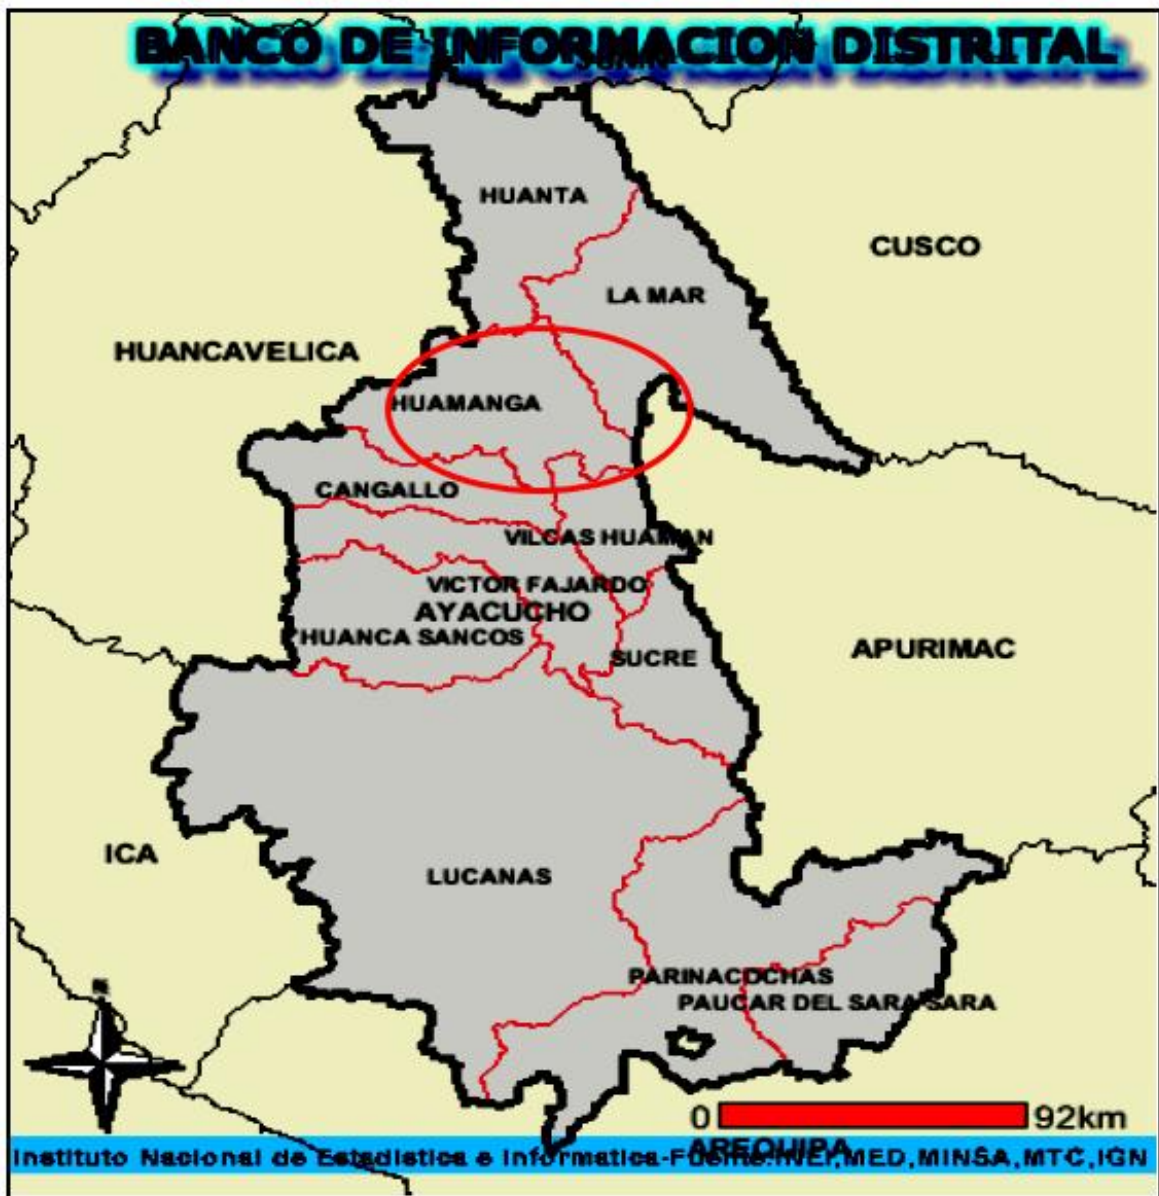 BANCO DE INFORMACION DISTRITAL
HUANTA
CUSCO
LA MAR
HUANCAVELICA
HUAMANGA
CANGALLO
VILCAS HUAMAN
VICTOR FAJARDO
AYACUCHO
HUANCA SANCOS
SUCRE
APURIMAC
ICA
LUCANAS
PARINACOCHAS
PAUCAR DEL SARA SARA
N
0 92km
AREQUIPA
Instituto Nacional de Estadistica e Informatica-Fuente:INEI,MED,MINSA,MTC,IGN